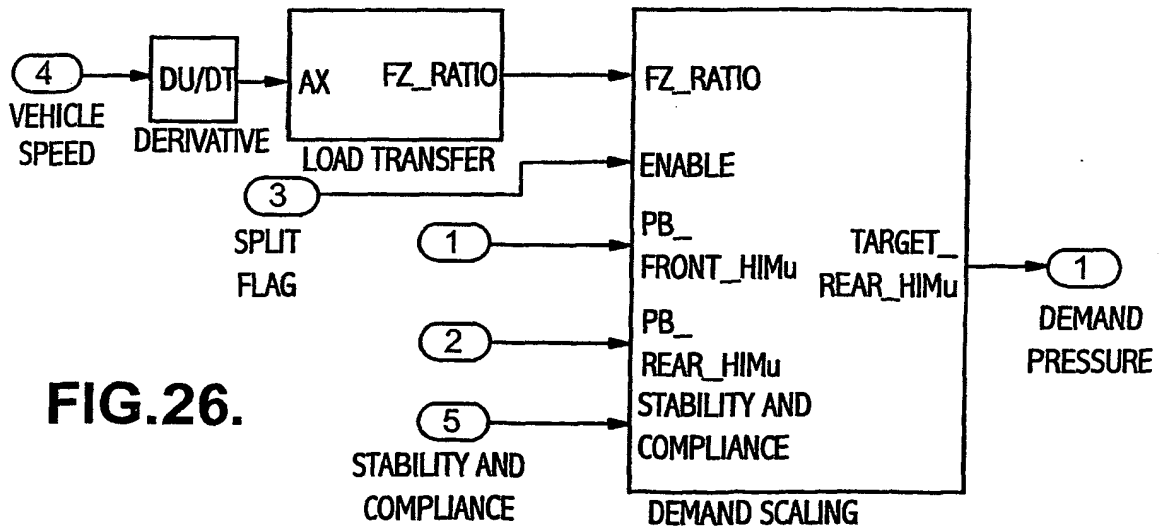 4
VEHICLE
SPEED
DU/DT
DERIVATIVE
AX
FZ_RATIO
LOAD TRANSFER
3
SPLIT
FLAG
1
2
5
STABILITY AND
COMPLIANCE
FZ_RATIO
ENABLE
PB_
FRONT_HIMu
PB_
REAR_HIMu
STABILITY AND
COMPLIANCE
TARGET_
REAR_HIMu
DEMAND SCALING
1
DEMAND
PRESSURE
FIG.26.